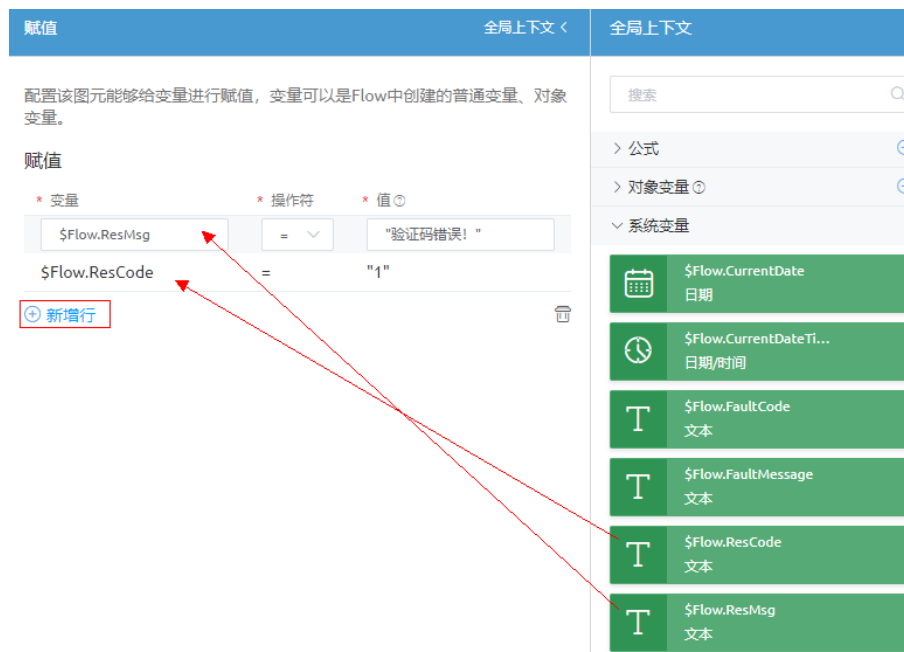 赋值
全局上下文
配置该图元能够给变量进行赋值，变量可以是Flow中创建的普通变量、对象
变量。
赋值
* 变量 * 操作符 * 值
$Flow.ResMsg = "验证码错误！"
$Flow.ResCode = "1"
新增行
全局上下文
搜索
公式
对象变量
系统变量
$Flow.CurrentDate
日期
$Flow.CurrentDateTi...
日期/时间
$Flow.FaultCode
文本
$Flow.FaultMessage
文本
$Flow.ResCode
文本
$Flow.ResMsg
文本